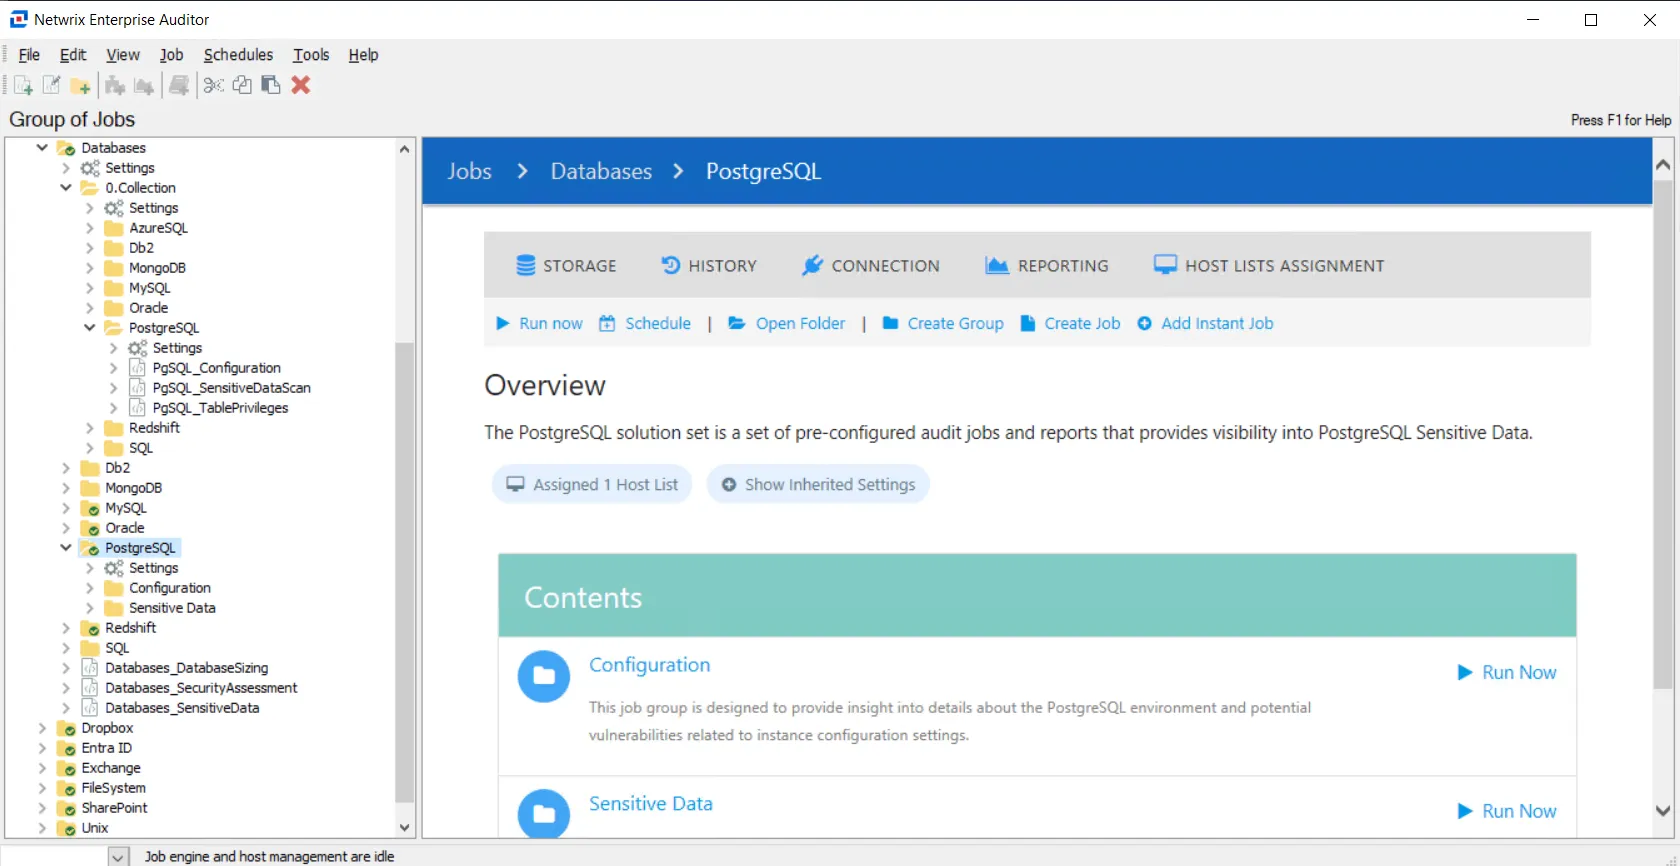 Netwrix Enterprise Auditor
File Edit View Job Schedules Tools Help
Group of Jobs
Press F1 for Help
Databases
Settings
0.Collection
Settings
AzureSQL
Db2
MongoDB
MySQL
Oracle
PostgreSQL
Settings
PgSQL_Configuration
PgSQL_SensitiveDataScan
PgSQL_TablePrivileges
Redshift
SQL
Db2
MongoDB
MySQL
Oracle
PostgreSQL
Settings
Configuration
Sensitive Data
Redshift
SQL
Databases_DatabaseSizing
Databases_SecurityAssessment
Databases_SensitiveData
Dropbox
Entra ID
Exchange
FileSystem
SharePoint
Unix
Jobs > Databases > PostgreSQL
STORAGE HISTORY CONNECTION REPORTING HOST LISTS ASSIGNMENT
Run now Schedule | Open Folder | Create Group Create Job Add Instant Job
Overview
The PostgreSQL solution set is a set of pre-configured audit jobs and reports that provides visibility into PostgreSQL Sensitive Data.
Assigned 1 Host List Show Inherited Settings
Contents
Configuration
Run Now
This job group is designed to provide insight into details about the PostgreSQL environment and potential
vulnerabilities related to instance configuration settings.
Sensitive Data
Run Now
Job engine and host management are idle